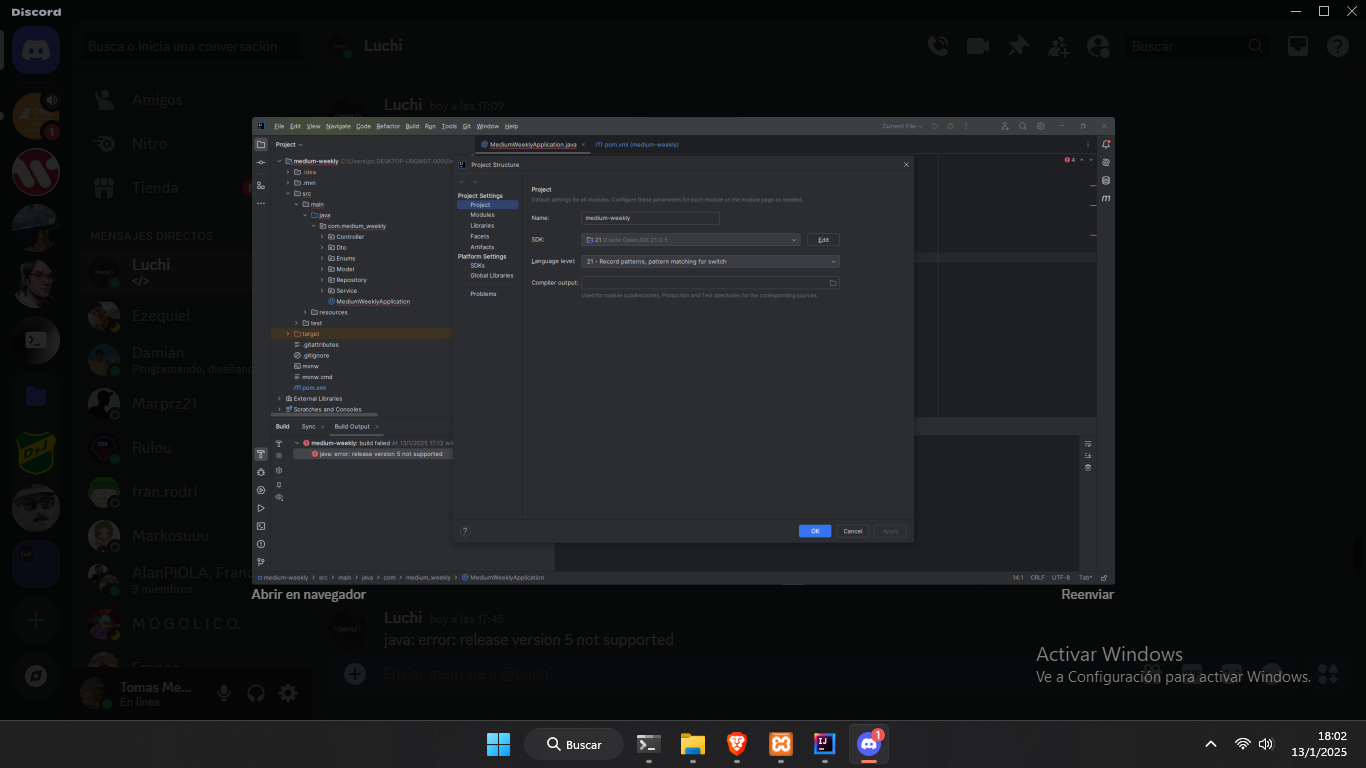 Discord
Busca o inicia una conversación
Luchi
Buscar
Amigos
Nitro
Tienda
MENSAJES DIRECTOS
Luchi
</>
Ezequiel
Damián
Programando, diseñand
Marprz21
Rulou
fran.rodri
Markosuuu
AlanPIOLA, Franc
3 miembros
M O G O L I C O.
Franco
Tomas Me...
En línea
Luchi hoy a las 17:09
File Edit View Navigate Code Refactor Build Run Tools Git Window Help
Current File
Project
MediumWeeklyApplication.java
pom.xml (medium-weekly)
medium-weekly
.idea
.mvn
src
main
java
com.medium_weekly
Controller
Dto
Enums
Model
Repository
Service
MediumWeeklyApplication
resources
test
target
.gitattributes
.gitignore
mvnw
mvnw.cmd
pom.xml
External Libraries
Scratches and Consoles
4
Project Structure
Project Settings
Project
Modules
Libraries
Facets
Artifacts
Platform Settings
SDKs
Global Libraries
Problems
Project
Default settings for all modules. Configure these parameters for each module on the module page as needed.
Name: medium-weekly
SDK: 21 Oracle OpenJDK 21.0.5 Edit
Language level: 21 - Record patterns, pattern matching for switch
Compiler output:
Used for module subdirectories, Production and Test directories for the corresponding sources.
? OK Cancel Apply
Build Sync Build Output
medium-weekly: build failed At 13/1/2025 17:12 wi
java: error: release version 5 not supported
medium-weekly > src > main > java > com > medium_weekly > MediumWeeklyApplication
14:1 CRLF UTF-8 Tab*
Abrir en navegador
Reenviar
Luchi hoy a las 17:45
java: error: release version 5 not supported
Enviar mensaje a @Luchi
Activar Windows
Ve a Configuración para activar Windows.
Buscar
1
18:02
13/1/2025